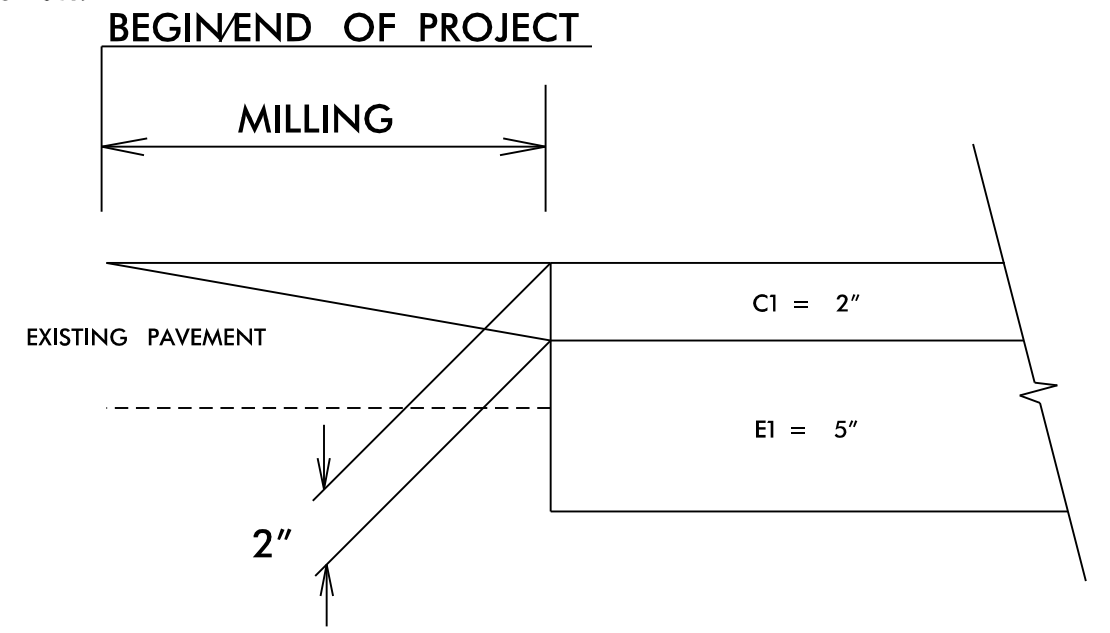 BEGIN/END OF PROJECT
MILLING
C1 = 2"
EXISTING PAVEMENT
E1 = 5"
2"